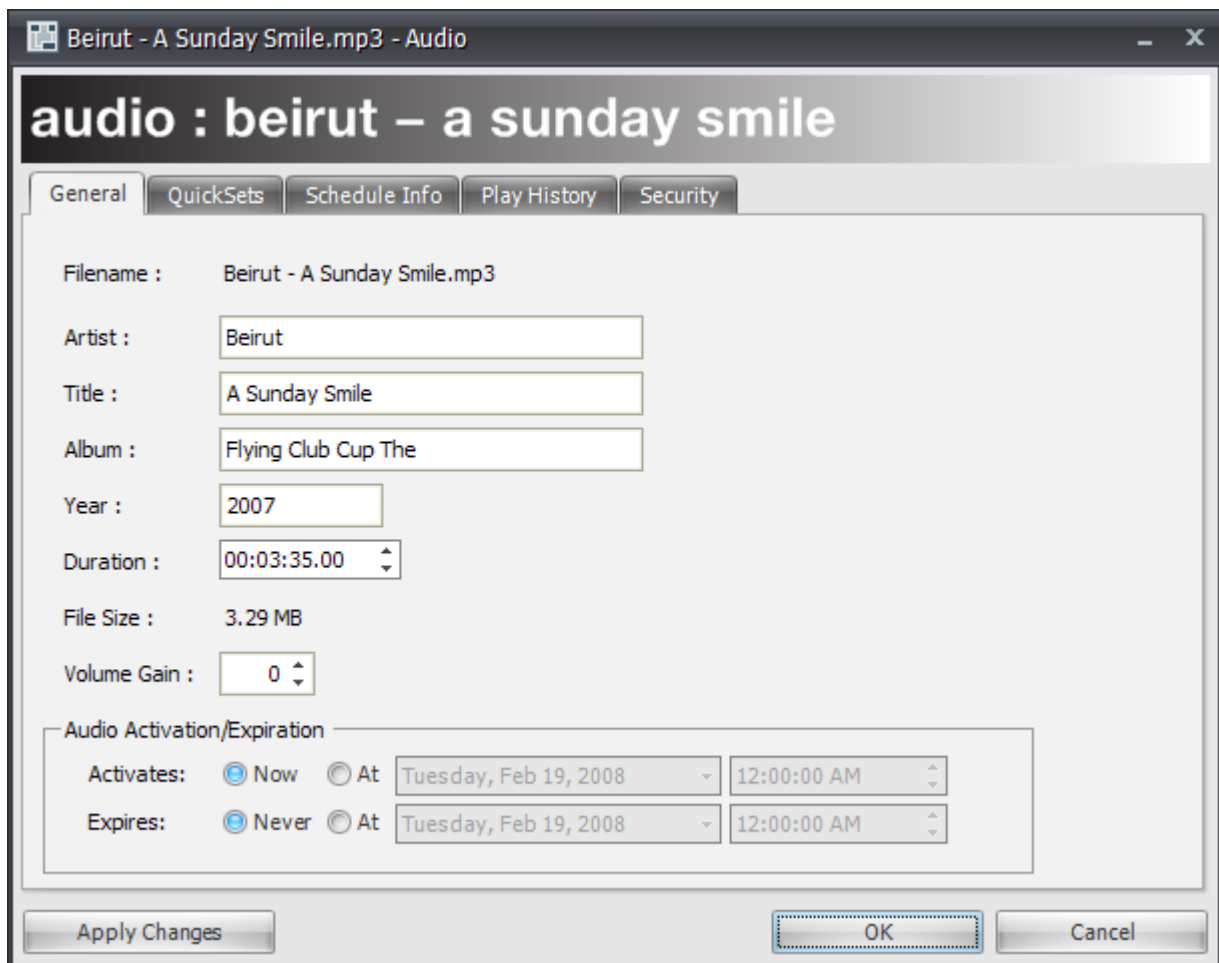 Beirut - A Sunday Smile.mp3 - Audio
audio : beirut – a sunday smile
General QuickSets Schedule Info Play History Security
Filename : Beirut - A Sunday Smile.mp3
Artist : Beirut
Title : A Sunday Smile
Album : Flying Club Cup The
Year : 2007
Duration : 00:03:35.00
File Size : 3.29 MB
Volume Gain : 0
Audio Activation/Expiration
Activates: Now At Tuesday, Feb 19, 2008 12:00:00 AM
Expires: Never At Tuesday, Feb 19, 2008 12:00:00 AM
Apply Changes OK Cancel